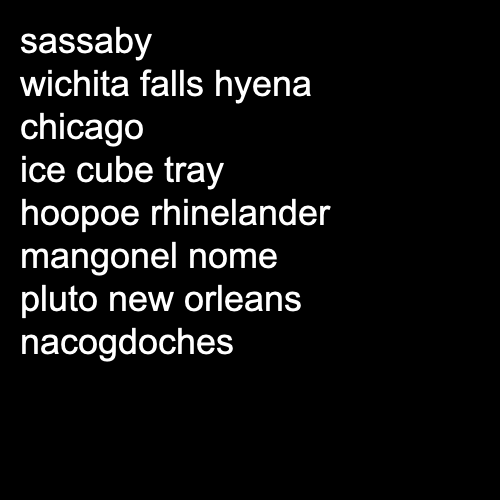 sassaby
wichita falls hyena
chicago
ice cube tray
hoopoe rhinelander
mangonel nome
pluto new orleans
nacogdoches